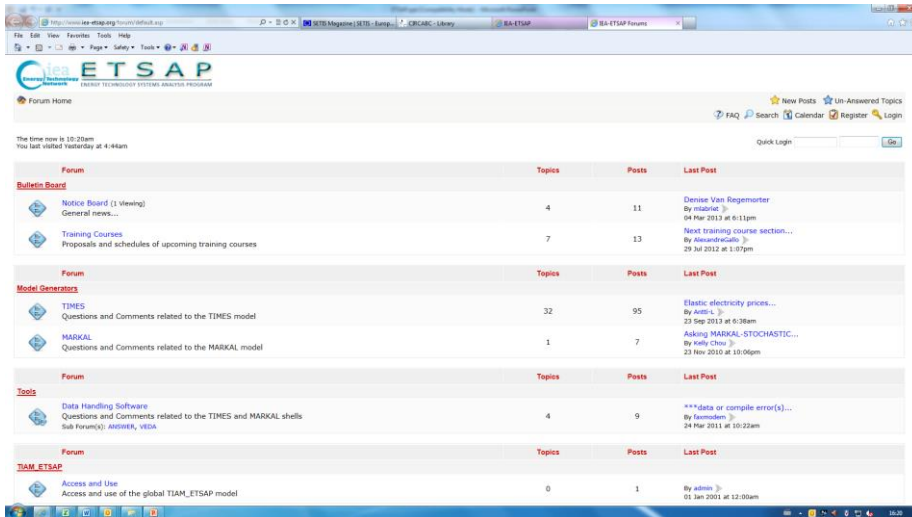 http://www.iea-etsap.org/forum/default.asp
SETIS Magazine | SETIS - Europ...
CIRCABC - Library
IEA-ETSAP
IEA-ETSAP Forums
File Edit View Favorites Tools Help
Page Safety Tools
iea ETSAP
Energy Technology Network
ENERGY TECHNOLOGY SYSTEMS ANALYSIS PROGRAM
Forum Home
New Posts Un-Answered Topics
FAQ Search Calendar Register Login
The time now is 10:20am
You last visited Yesterday at 4:44am
Quick Login Go
Forum Topics Posts Last Post
Bulletin Board
Notice Board (1 Viewing)
General news...
4 11
Denise Van Regemorter
By mlabriet
04 Mar 2013 at 6:11pm
Training Courses
Proposals and schedules of upcoming training courses
7 13
Next training course section...
By AlexandreGallo
29 Jul 2012 at 1:07pm
Forum Topics Posts Last Post
Model Generators
TIMES
Questions and Comments related to the TIMES model
32 95
Elastic electricity prices...
By Antti-L
23 Sep 2013 at 6:38am
MARKAL
Questions and Comments related to the MARKAL model
1 7
Asking MARKAL-STOCHASTIC...
By Kelly Chou
23 Nov 2010 at 10:06pm
Forum Topics Posts Last Post
Tools
Data Handling Software
Questions and Comments related to the TIMES and MARKAL shells
Sub Forum(s): ANSWER, VEDA
4 9
***data or compile error(s)...
By faxmodem
24 Mar 2011 at 10:22am
Forum Topics Posts Last Post
TIAM_ETSAP
Access and Use
Access and use of the global TIAM_ETSAP model
0 1
By admin
01 Jan 2001 at 12:00am
16:20